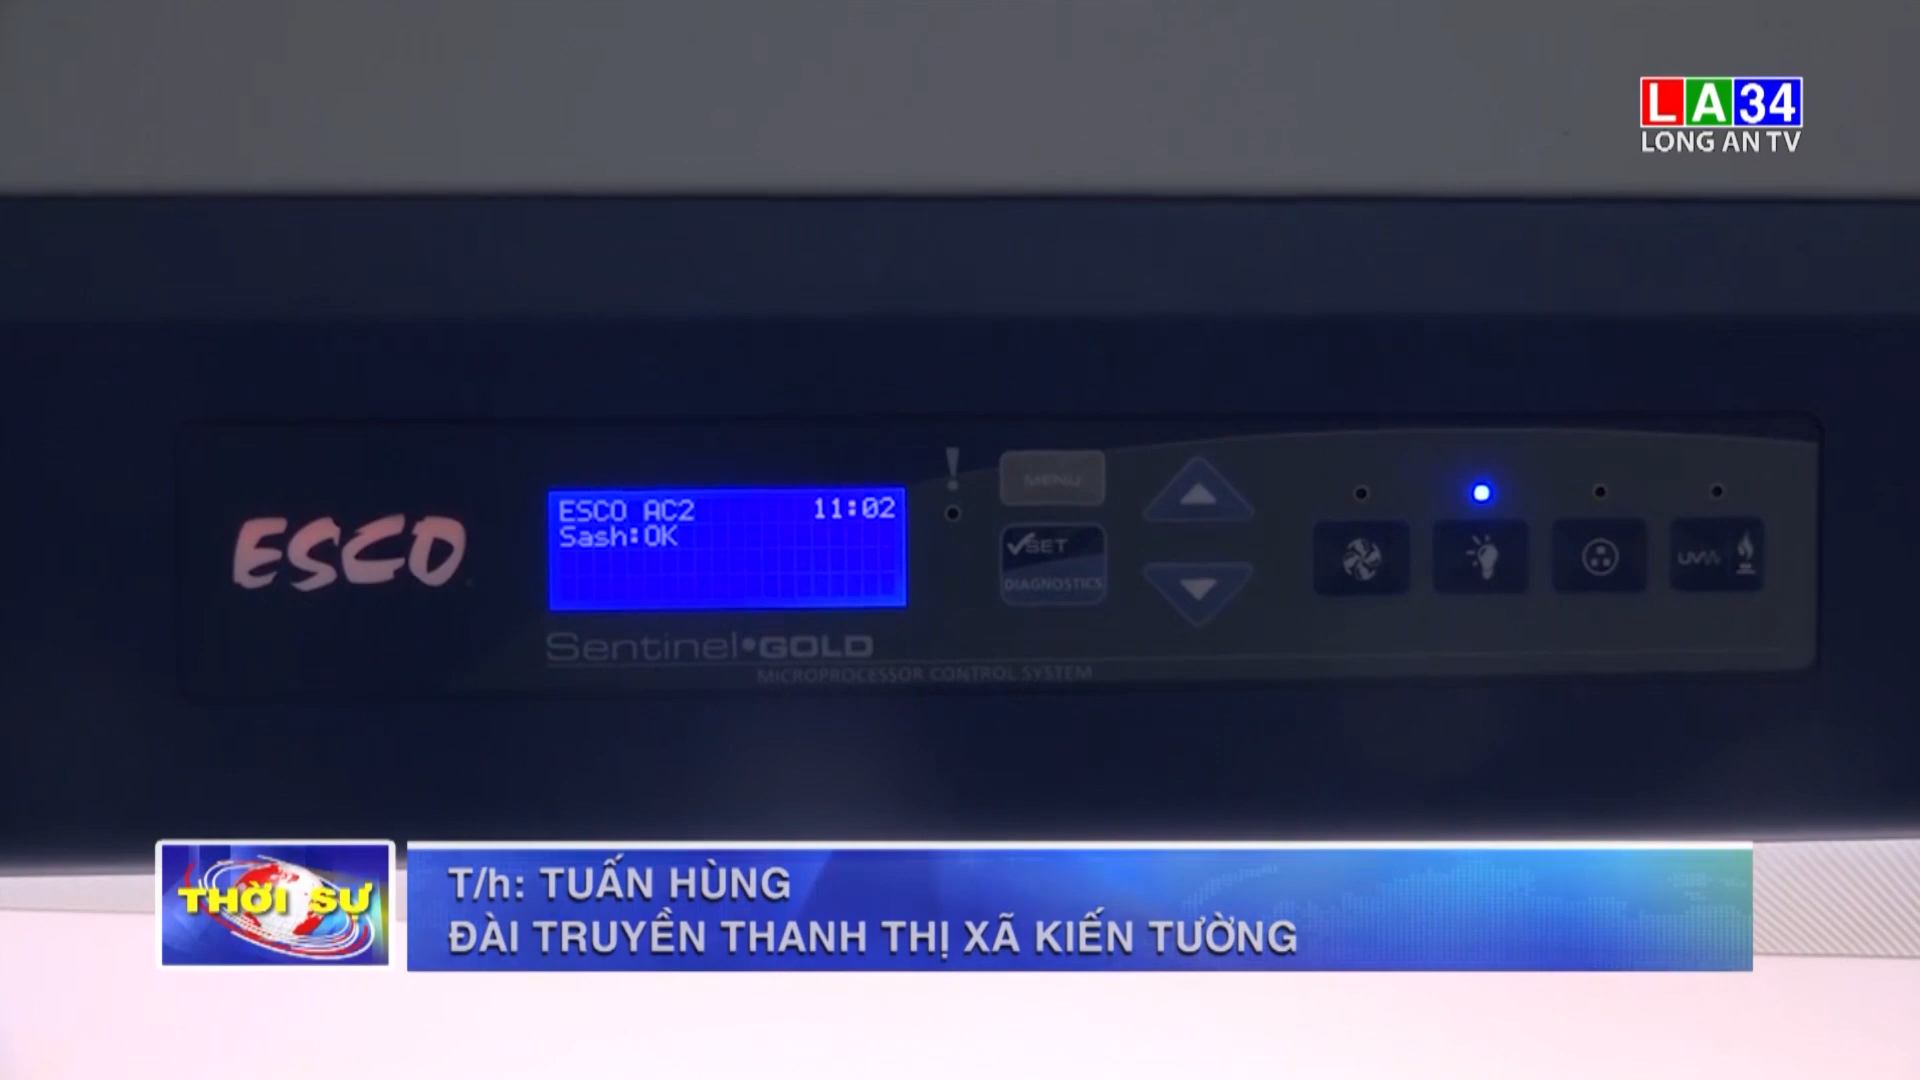 LA34
LONG AN TV
ESCO
ESCO AC2 11:02
Sash:OK
!
MENU
SET
DIAGNOSTICS
UV
Sentinel•GOLD
MICROPROCESSOR CONTROL SYSTEM
THỜI SỰ
T/h: TUẤN HÙNG
ĐÀI TRUYỀN THANH THỊ XÃ KIẾN TƯỜNG